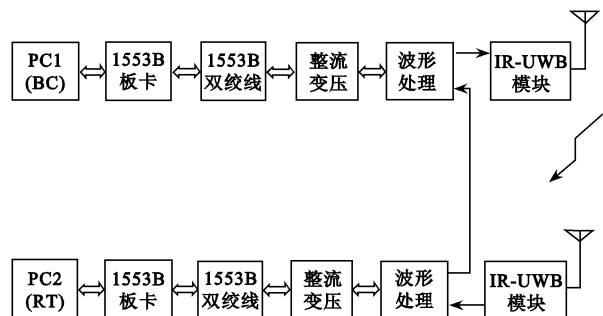 PC1
(BC)
1553B
板卡
1553B
双绞线
整流
变压
波形
处理
IR-UWB
模块
PC2
(RT)
1553B
板卡
1553B
双绞线
整流
变压
波形
处理
IR-UWB
模块